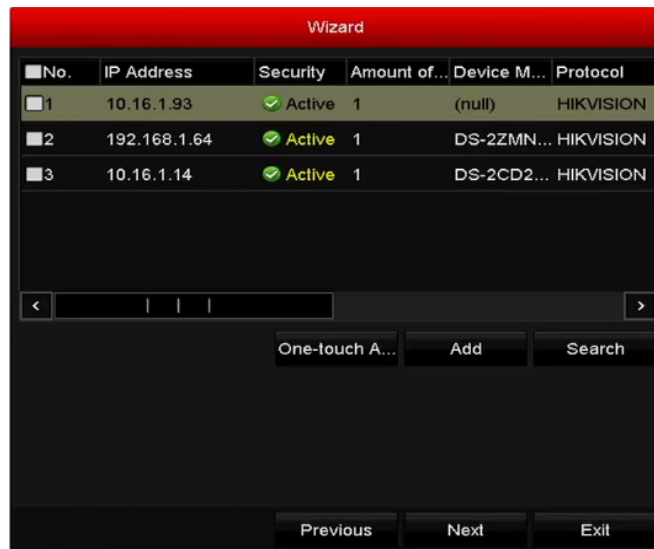 Wizard
No. IP Address Security Amount of... Device M... Protocol
1 10.16.1.93 Active 1 (null) HIKVISION
2 192.168.1.64 Active 1 DS-2ZMN... HIKVISION
3 10.16.1.14 Active 1 DS-2CD2... HIKVISION
One-touch A... Add Search
Previous Next Exit